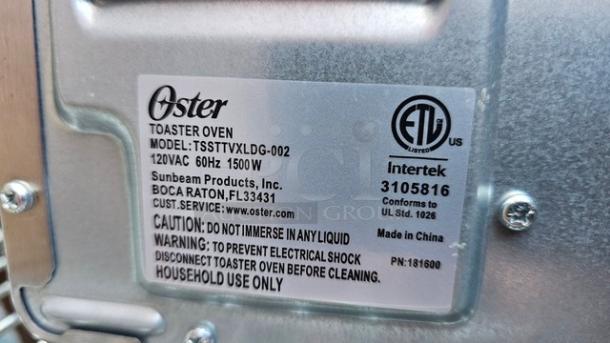 Oster
TOASTER OVEN
MODEL: TSSTTVXLDG-002
120VAC 60Hz 1500W
Sunbeam Products, Inc.
BOCA RATON, FL33431
CUST.SERVICE: www.oster.com
CAUTION: DO NOT IMMERSE IN ANY LIQUID
WARNING: TO PREVENT ELECTRICAL SHOCK
DISCONNECT TOASTER OVEN BEFORE CLEANING.
HOUSEHOLD USE ONLY
ETL
US
Intertek
3105816
Conforms to
UL Std. 1026
Made in China
PN:181600